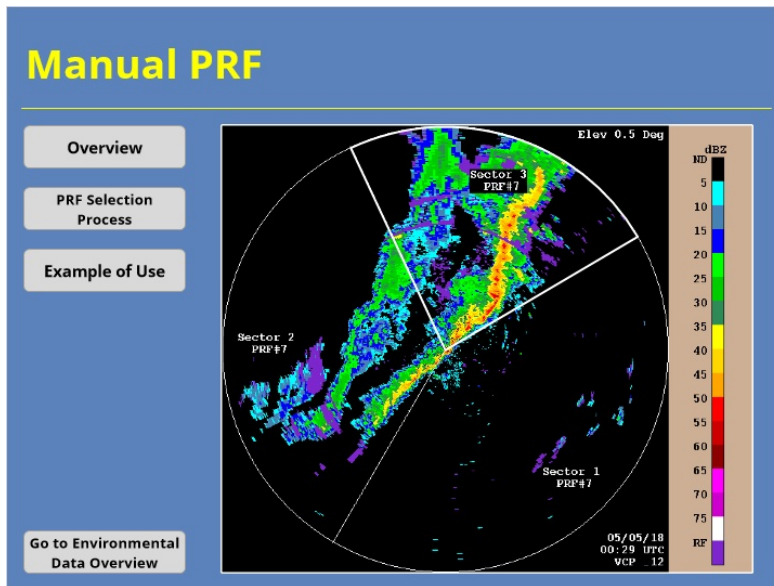 Manual PRF
Overview
PRF Selection
Process
Example of Use
Go to Environmental
Data Overview
Elev 0.5 Deg
Sector 3
PRF#7
Sector 2
PRF#7
Sector 1
PRF#7
05/05/18
00:29 UTC
VCP 12
dBZ
ND
5
10
15
20
25
30
35
40
45
50
55
60
65
70
75
RF